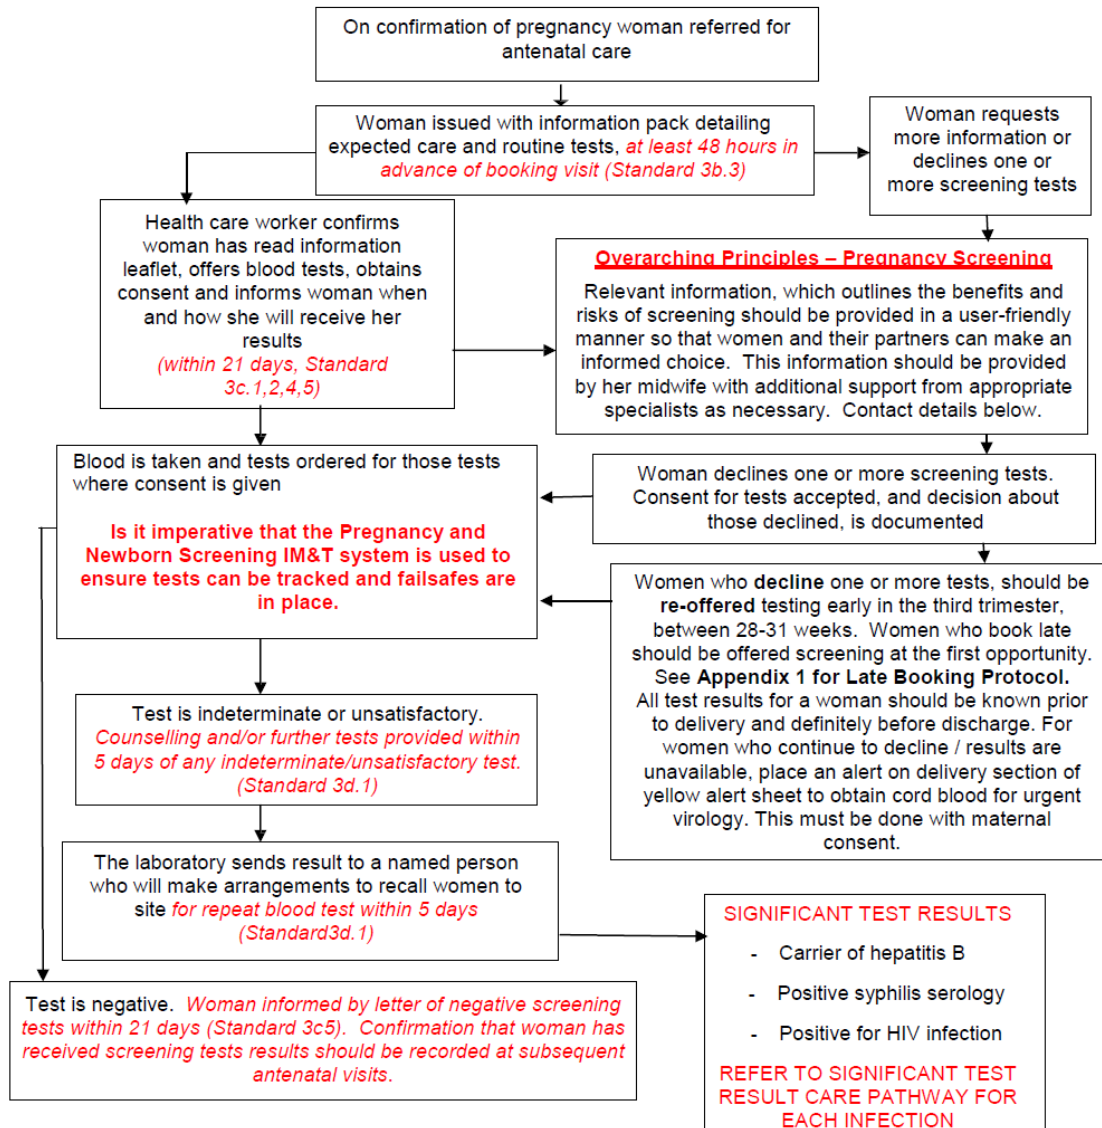 On confirmation of pregnancy woman referred for
antenatal care
Woman issued with information pack detailing
expected care and routine tests, at least 48 hours in
advance of booking visit (Standard 3b.3)
Woman requests
more information or
declines one or
more screening tests
Health care worker confirms
woman has read information
leaflet, offers blood tests, obtains
consent and informs woman when
and how she will receive her
results
(within 21 days, Standard
3c.1,2,4,5)
Overarching Principles – Pregnancy Screening
Relevant information, which outlines the benefits and
risks of screening should be provided in a user-friendly
manner so that women and their partners can make an
informed choice. This information should be provided
by her midwife with additional support from appropriate
specialists as necessary. Contact details below.
Blood is taken and tests ordered for those tests
where consent is given
Is it imperative that the Pregnancy and
Newborn Screening IM&T system is used to
ensure tests can be tracked and failsafes are
in place.
Woman declines one or more screening tests.
Consent for tests accepted, and decision about
those declined, is documented
Women who decline one or more tests, should be
re-offered testing early in the third trimester,
between 28-31 weeks. Women who book late
should be offered screening at the first opportunity.
See Appendix 1 for Late Booking Protocol.
All test results for a woman should be known prior
to delivery and definitely before discharge. For
women who continue to decline / results are
unavailable, place an alert on delivery section of
yellow alert sheet to obtain cord blood for urgent
virology. This must be done with maternal
consent.
Test is indeterminate or unsatisfactory.
Counselling and/or further tests provided within
5 days of any indeterminate/unsatisfactory test.
(Standard 3d.1)
The laboratory sends result to a named person
who will make arrangements to recall women to
site for repeat blood test within 5 days
(Standard3d.1)
Test is negative. Woman informed by letter of negative screening
tests within 21 days (Standard 3c5). Confirmation that woman has
received screening tests results should be recorded at subsequent
antenatal visits.
SIGNIFICANT TEST RESULTS
- Carrier of hepatitis B
- Positive syphilis serology
- Positive for HIV infection
REFER TO SIGNIFICANT TEST
RESULT CARE PATHWAY FOR
EACH INFECTION